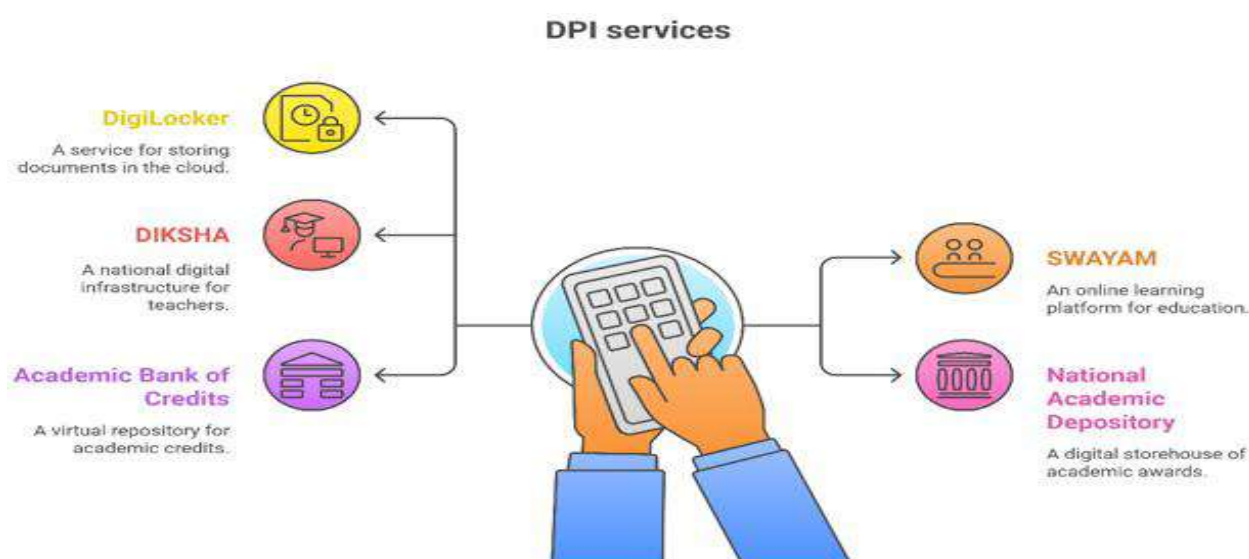 DPI services
DigiLocker
A service for storing
documents in the cloud.
DIKSHA
A national digital
infrastructure for
teachers.
Academic Bank of
Credits
A virtual repository for
academic credits.
SWAYAM
An online learning
platform for education.
National
Academic
Depository
A digital storehouse of
academic awards.